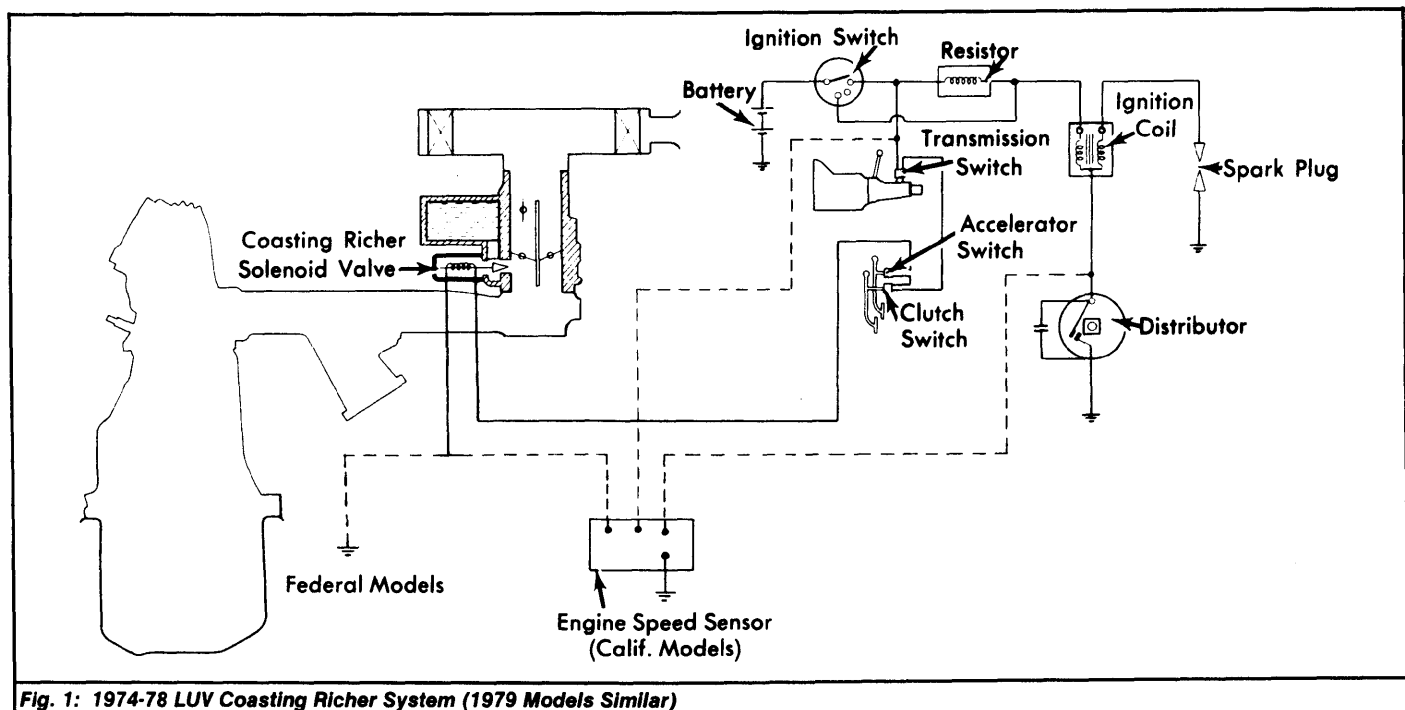 Ignition Switch
Resistor
Battery
Ignition
Coil
Transmission
Switch
Spark Plug
Accelerator
Switch
Coasting Richer
Solenoid Valve
Clutch
Switch
Distributor
Federal Models
Engine Speed Sensor
(Calif. Models)
Fig. 1: 1974-78 LUV Coasting Richer System (1979 Models Similar)